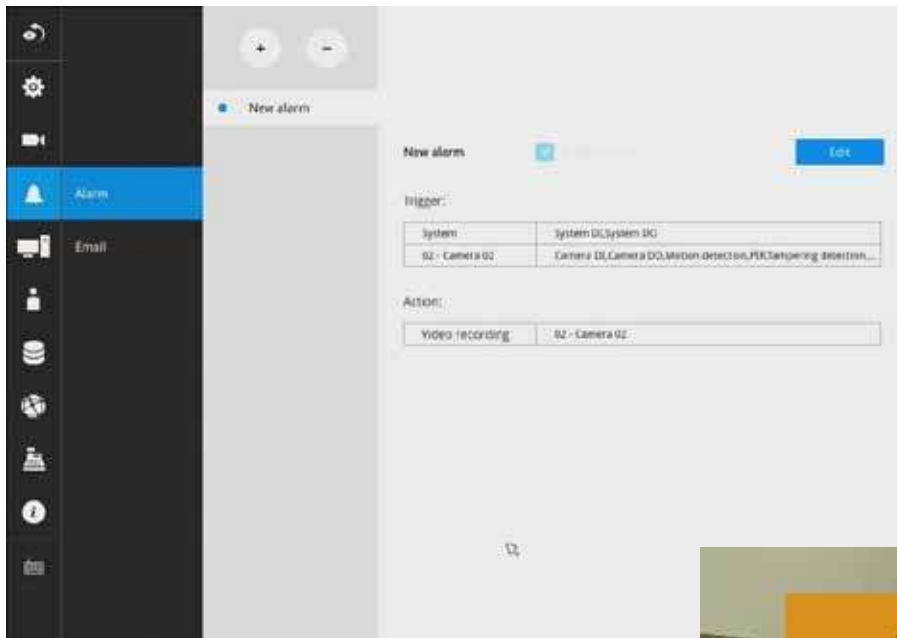 + -
New alarm
Alarm
Email
New alarm
Edit
Trigger:
System
System DI,System DO
02 - Camera 02
Camera DI,Camera DO,Motion detection,PIR,Tampering detection,...
Action:
Video recording
02 - Camera 02